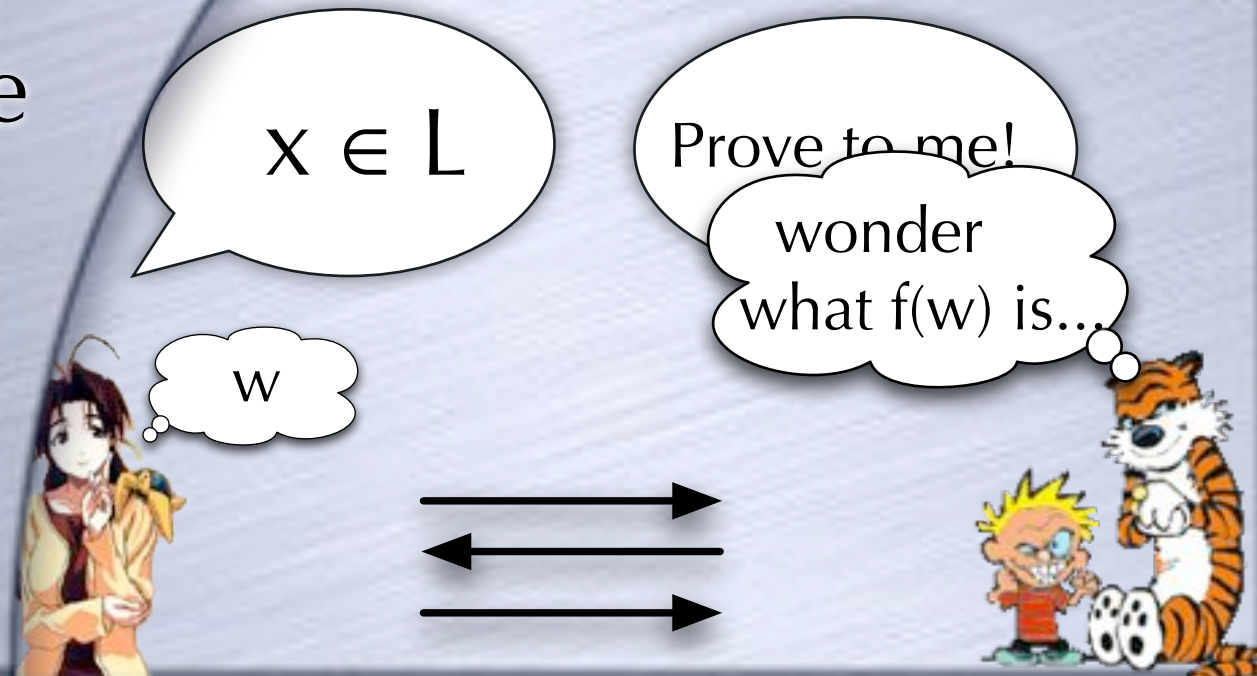 e
x ∈ L
Prove to me!
wonder
what f(w) is...
w